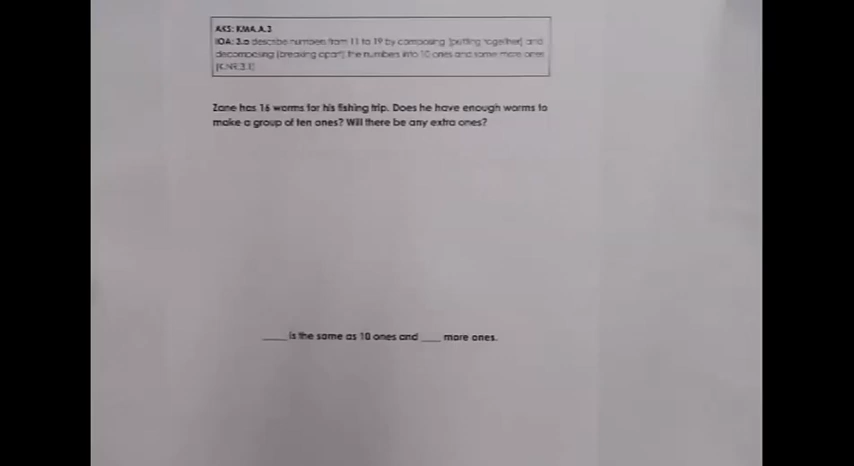 AKS: KMA.A.3
IOA: 3.a describe numbers from 11 to 19 by composing (putting together) and
decomposing (breaking apart) the numbers into 10 ones and some more ones
Zane has 16 worms for his fishing trip. Does he have enough worms to
make a group of ten ones? Will there be any extra ones?
____ is the same as 10 ones and ____ more ones.